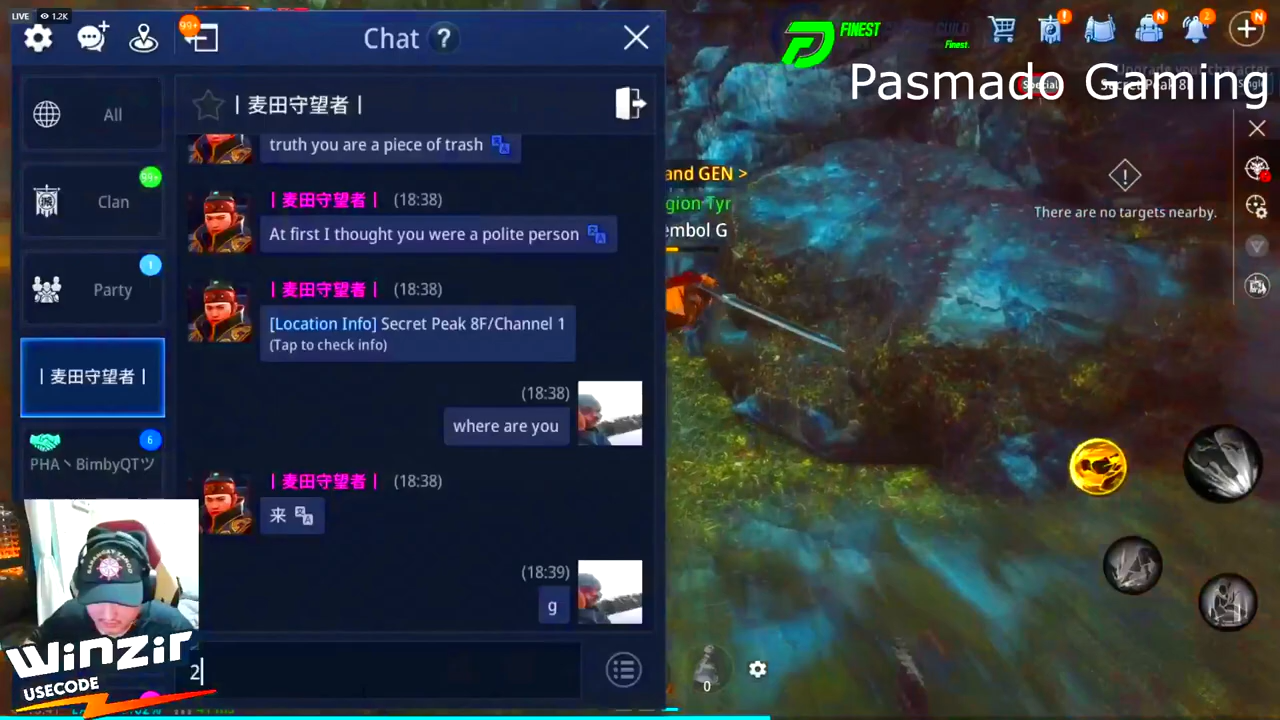 LIVE 1.2K
99+
Chat ?
FINEST
Finest.
N
2
N
Pasmado Gaming
Special
All
丨麦田守望者丨
truth you are a piece of trash
Clan
99+
丨麦田守望者丨 (18:38)
At first I thought you were a polite person
and GEN >
gion Tyr
embol G
There are no targets nearby.
Party
1
丨麦田守望者丨 (18:38)
[Location Info] Secret Peak 8F/Channel 1
(Tap to check info)
丨麦田守望者丨
(18:38)
where are you
PHA丶BimbyQTツ
6
丨麦田守望者丨 (18:38)
来
(18:39)
g
WinZir
USECODE
2
0